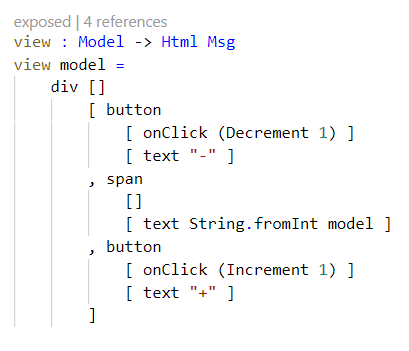 exposed | 4 references
view : Model -> Html Msg
view model =
    div []
        [ button
            [ onClick (Decrement 1) ]
            [ text "-" ]
        , span
            []
            [ text String.fromInt model ]
        , button
            [ onClick (Increment 1) ]
            [ text "+" ]
        ]